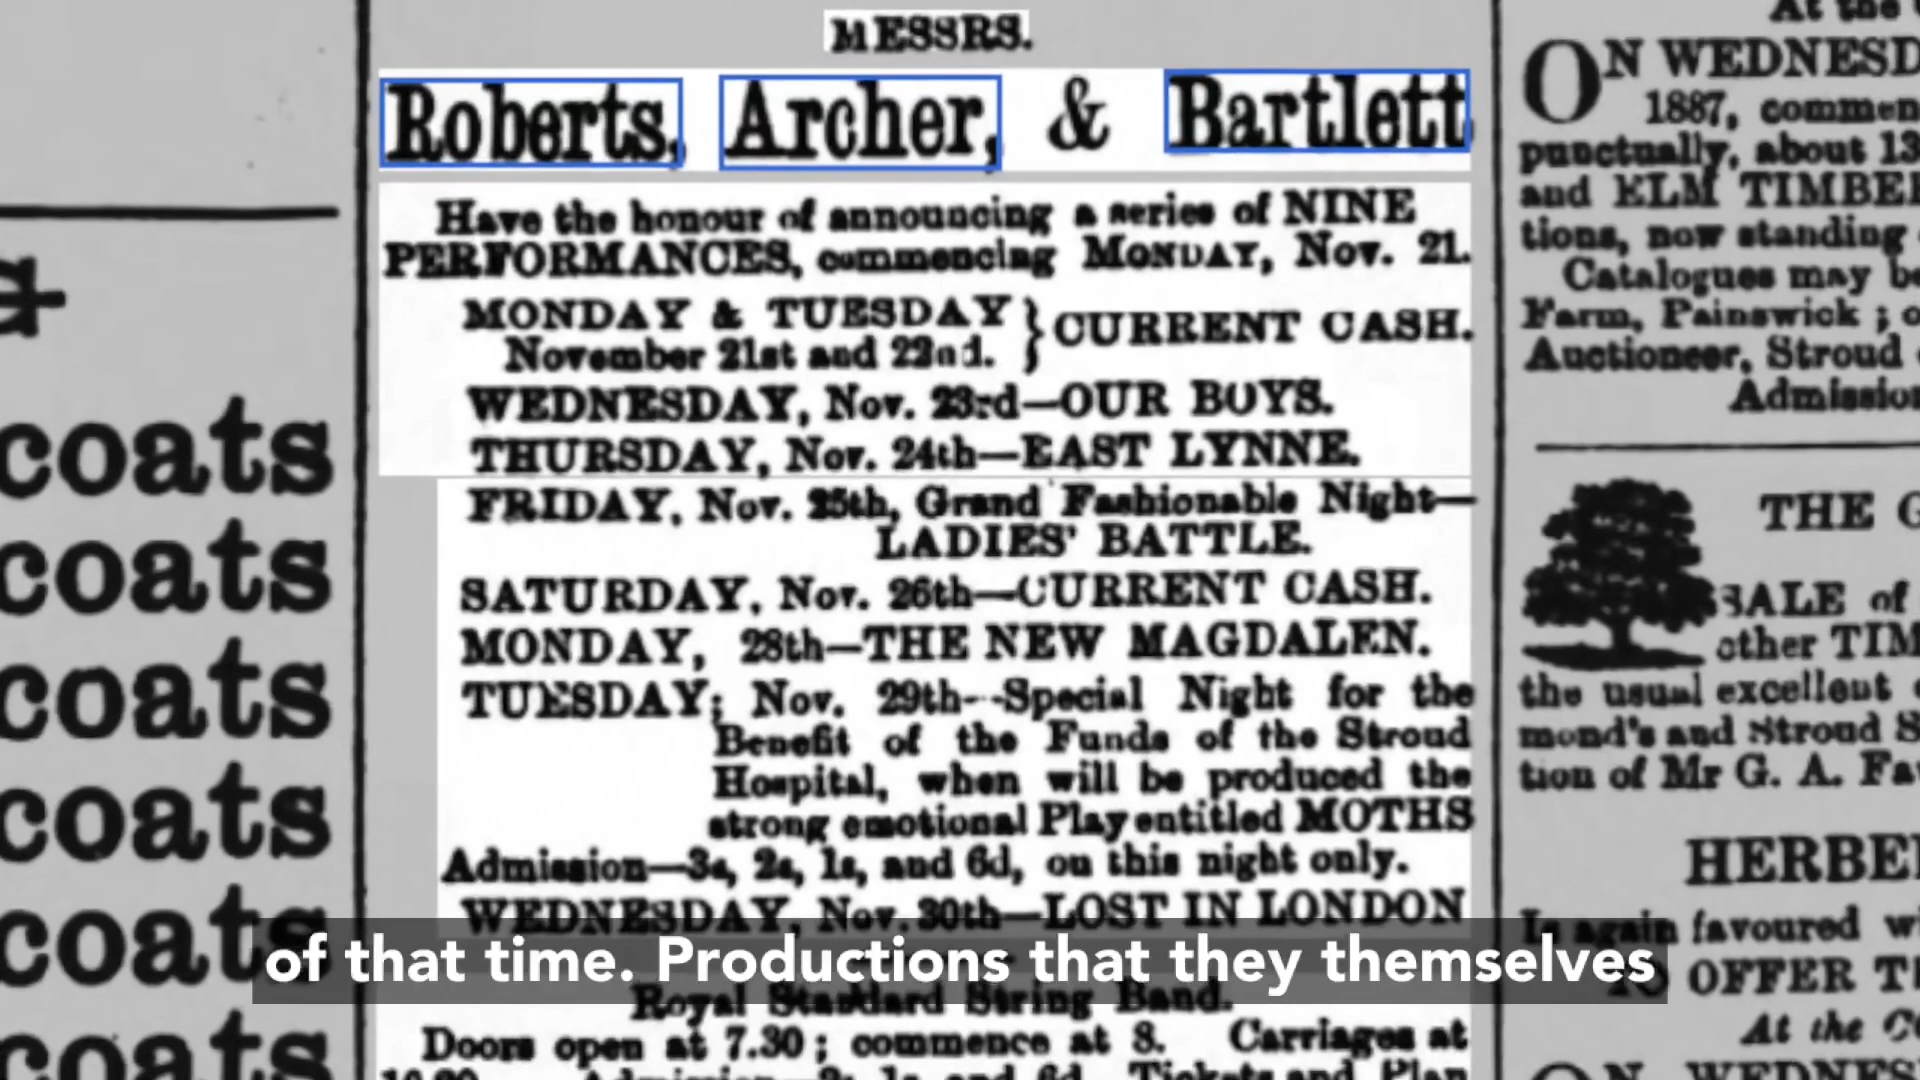 MESSRS.
Roberts, Archer, & Bartlett
Have the honour of announcing a series of NINE
PERFORMANCES, commencing MONDAY, Nov. 21.
MONDAY & TUESDAY
November 21st and 22nd.
} CURRENT CASH.
WEDNESDAY, Nov. 23rd—OUR BOYS.
THURSDAY, Nov. 24th—EAST LYNNE.
FRIDAY, Nov. 25th, Grand Fashionable Night—
LADIES' BATTLE.
SATURDAY, Nov. 26th—CURRENT CASH.
MONDAY, 28th—THE NEW MAGDALEN.
TUESDAY; Nov. 29th--Special Night for the
Benefit of the Funds of the Stroud
Hospital, when will be produced the
strong emotional Play entitled MOTHS
Admission—3s, 2s, 1s, and 6d, on this night only.
WEDNESDAY, Nov. 30th—LOST IN LONDON
Royal Standard String Band.
Doors open at 7.30; commence at 8. Carriages at
coats
coats
coats
coats
coats
coats
At the
ON WEDNESD
1887, commen
punctually, about 13
and ELM TIMBE
tions, now standing
Catalogues may be
Farm, Painswick; o
Auctioneer, Stroud
Admission
THE G
SALE of
other TIM
the usual excellent
mond's and Stroud S
tion of Mr G. A. Fa
HERBE
Is again favoured w
TO OFFER T
At the
ON WEDNES
of that time. Productions that they themselves